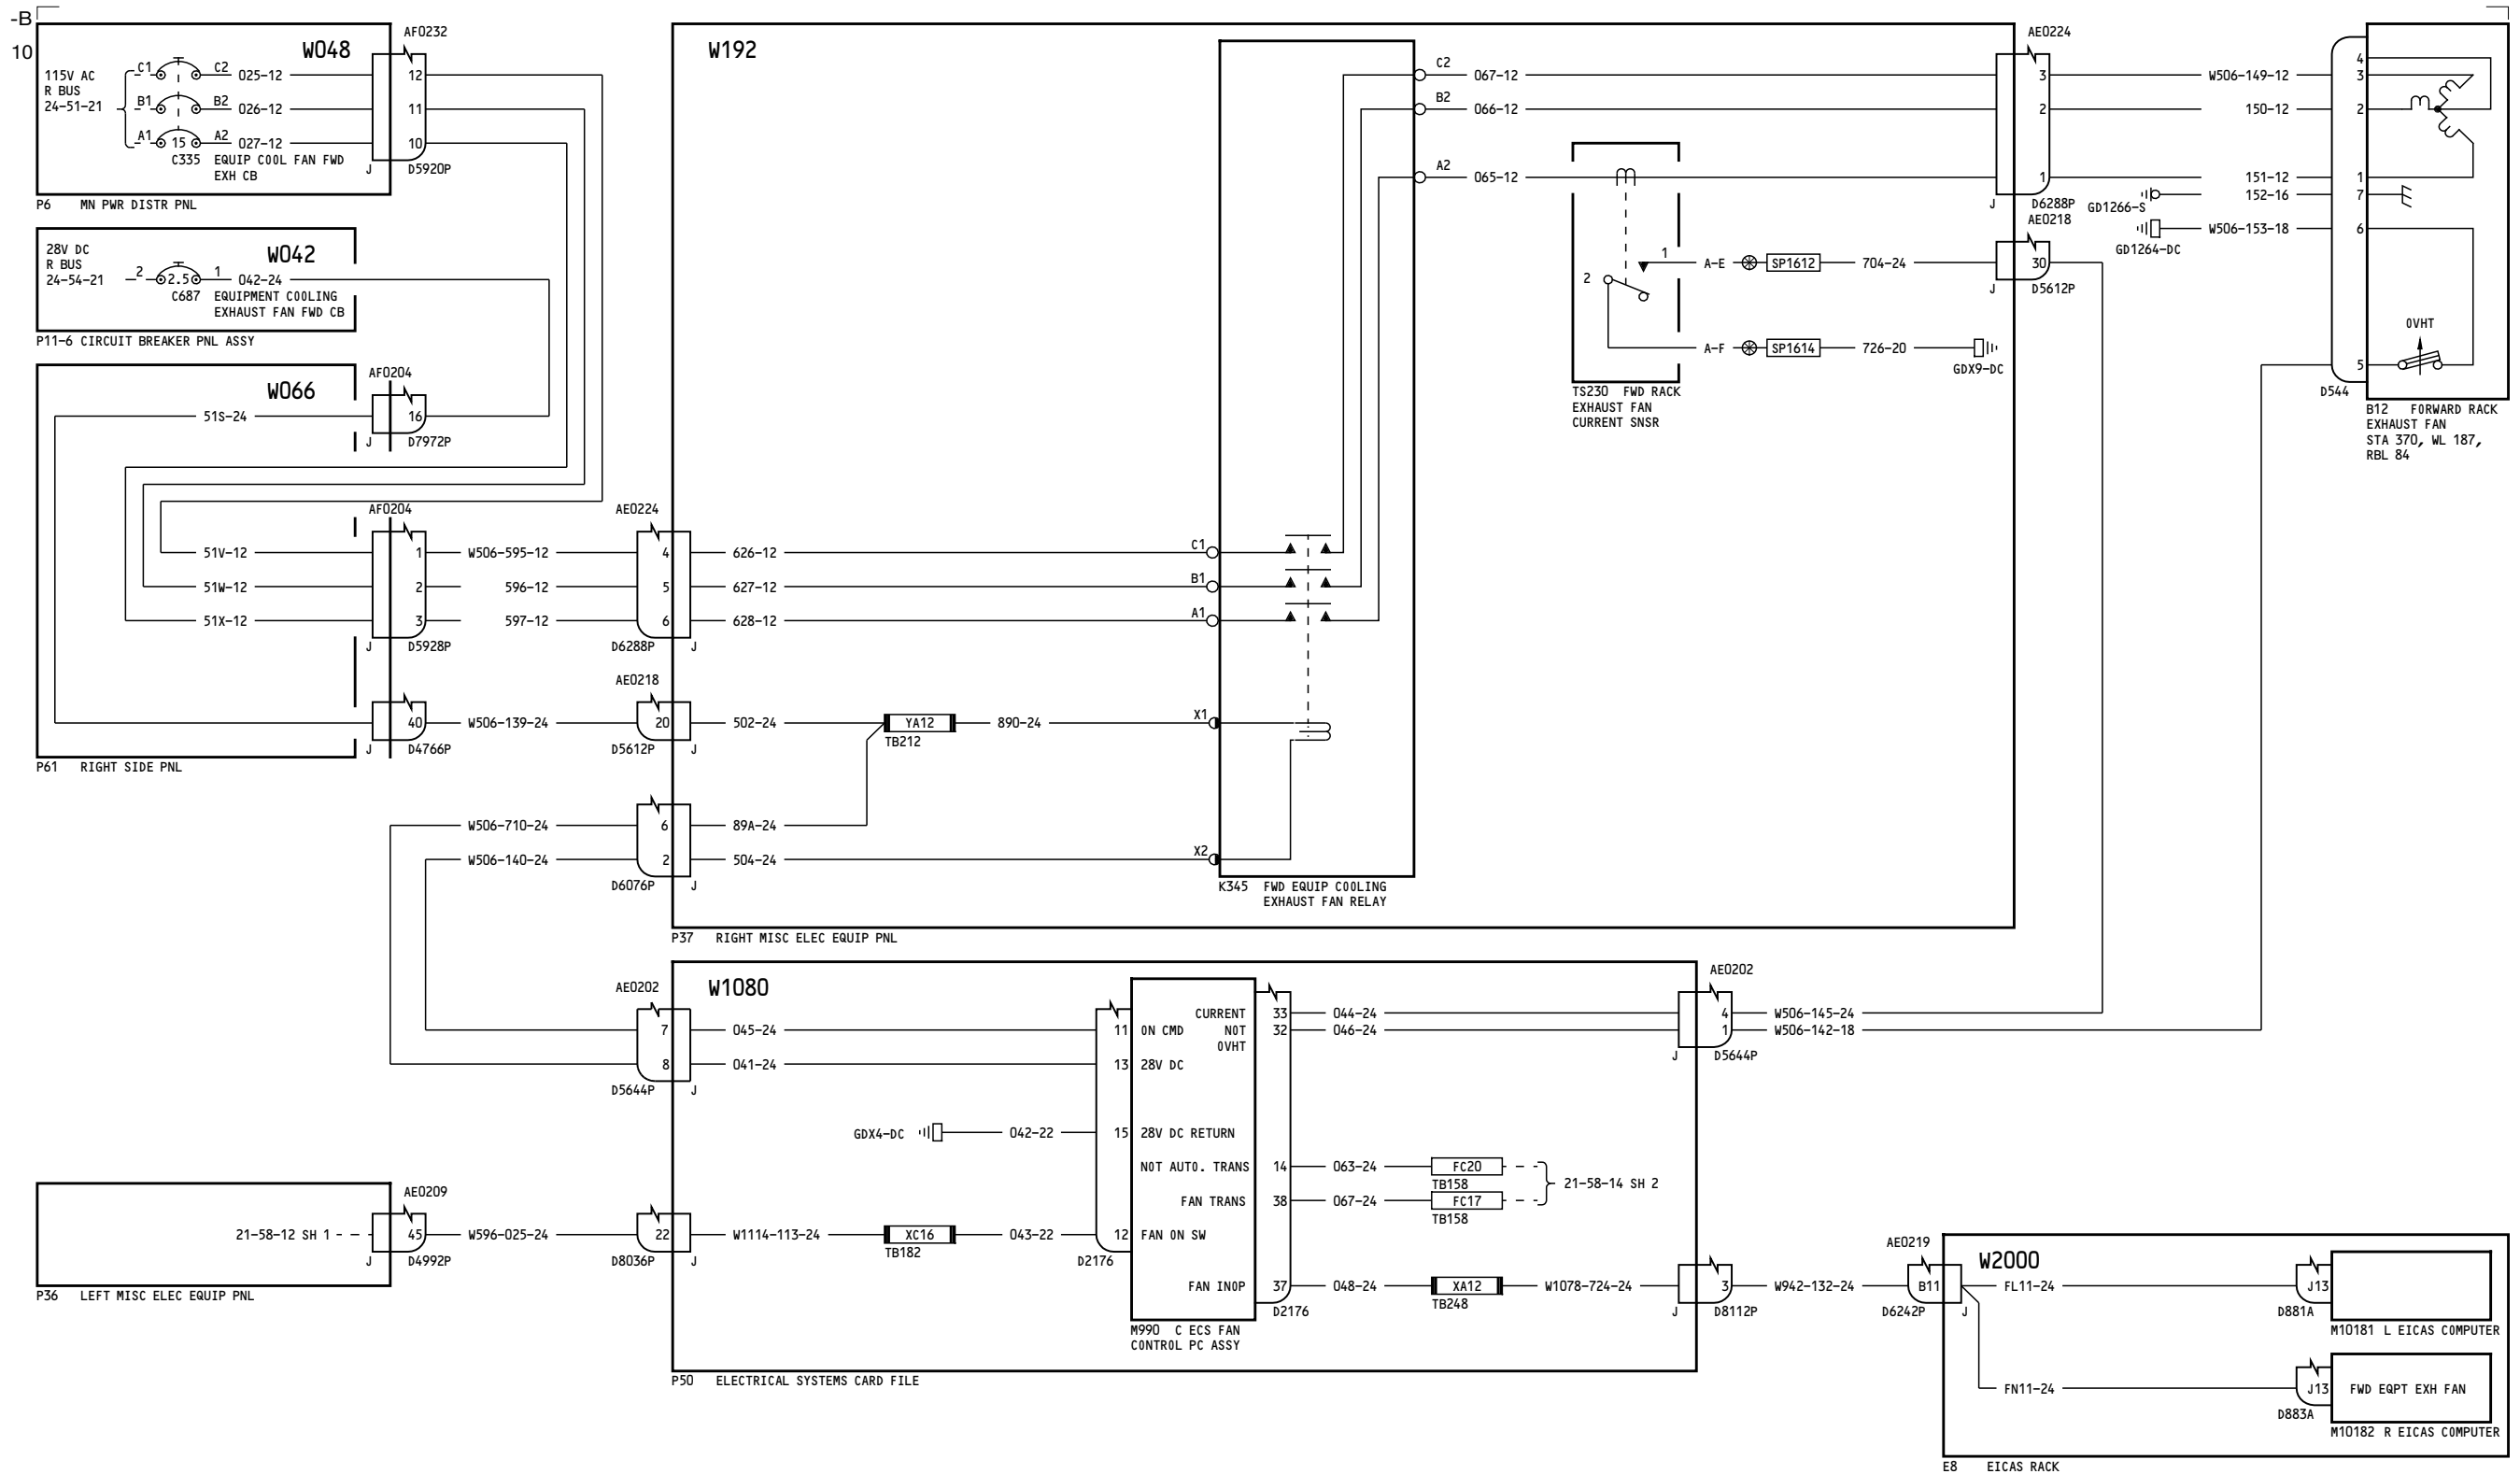 -B
10
W048
AF0232
115V AC
R BUS
24-51-21
C1
C2
025-12
12
B1
B2
026-12
11
A1
15
A2
027-12
10
C335
EQUIP COOL FAN FWD
EXH CB
J
D5920P
P6
MN PWR DISTR PNL
28V DC
R BUS
24-54-21
W042
2
2.5
1
042-24
C687
EQUIPMENT COOLING
EXHAUST FAN FWD CB
P11-6 CIRCUIT BREAKER PNL ASSY
W066
AF0204
51S-24
16
J
D7972P
AF0204
51V-12
1
W506-595-12
51W-12
2
596-12
51X-12
3
597-12
J
D5928P
40
W506-139-24
J
D4766P
P61
RIGHT SIDE PNL
W192
AE0224
4
626-12
C1
5
627-12
B1
6
628-12
A1
D6288P
J
AE0218
20
502-24
YA12
890-24
X1
D5612P
J
TB212
W506-710-24
6
89A-24
W506-140-24
2
504-24
X2
D6076P
J
K345
FWD EQUIP COOLING
EXHAUST FAN RELAY
P37
RIGHT MISC ELEC EQUIP PNL
C2
067-12
B2
066-12
A2
065-12
1
2
A-E
SP1612
704-24
A-F
SP1614
726-20
GDX9-DC
TS230 FWD RACK
EXHAUST FAN
CURRENT SNSR
AE0224
3
W506-149-12
2
150-12
1
151-12
J
D6288P
GD1266-S
152-16
AE0218
W506-153-18
GD1264-DC
30
J
D5612P
4
3
2
1
7
6
OVHT
5
D544
B12 FORWARD RACK
EXHAUST FAN
STA 370, WL 187,
RBL 84
W1080
AE0202
7
045-24
11
ON CMD
8
041-24
13
28V DC
D5644P
J
GDX4-DC
042-22
15
28V DC RETURN
CURRENT
33
044-24
NOT
OVHT
32
046-24
AE0202
4
W506-145-24
1
W506-142-18
J
D5644P
NOT AUTO. TRANS
14
063-24
FC20
TB158
21-58-14 SH 2
FAN TRANS
38
067-24
FC17
TB158
AE0209
21-58-12 SH 1
45
W596-025-24
22
W1114-113-24
XC16
043-22
12
FAN ON SW
J
D4992P
D8036P
J
TB182
D2176
P36
LEFT MISC ELEC EQUIP PNL
FAN INOP
37
048-24
XA12
W1078-724-24
3
W942-132-24
D2176
TB248
J
D8112P
M990 C ECS FAN
CONTROL PC ASSY
P50
ELECTRICAL SYSTEMS CARD FILE
AE0219
W2000
B11
FL11-24
J13
D6242P
J
D881A
M10181 L EICAS COMPUTER
FN11-24
J13
FWD EQPT EXH FAN
D883A
M10182 R EICAS COMPUTER
E8
EICAS RACK